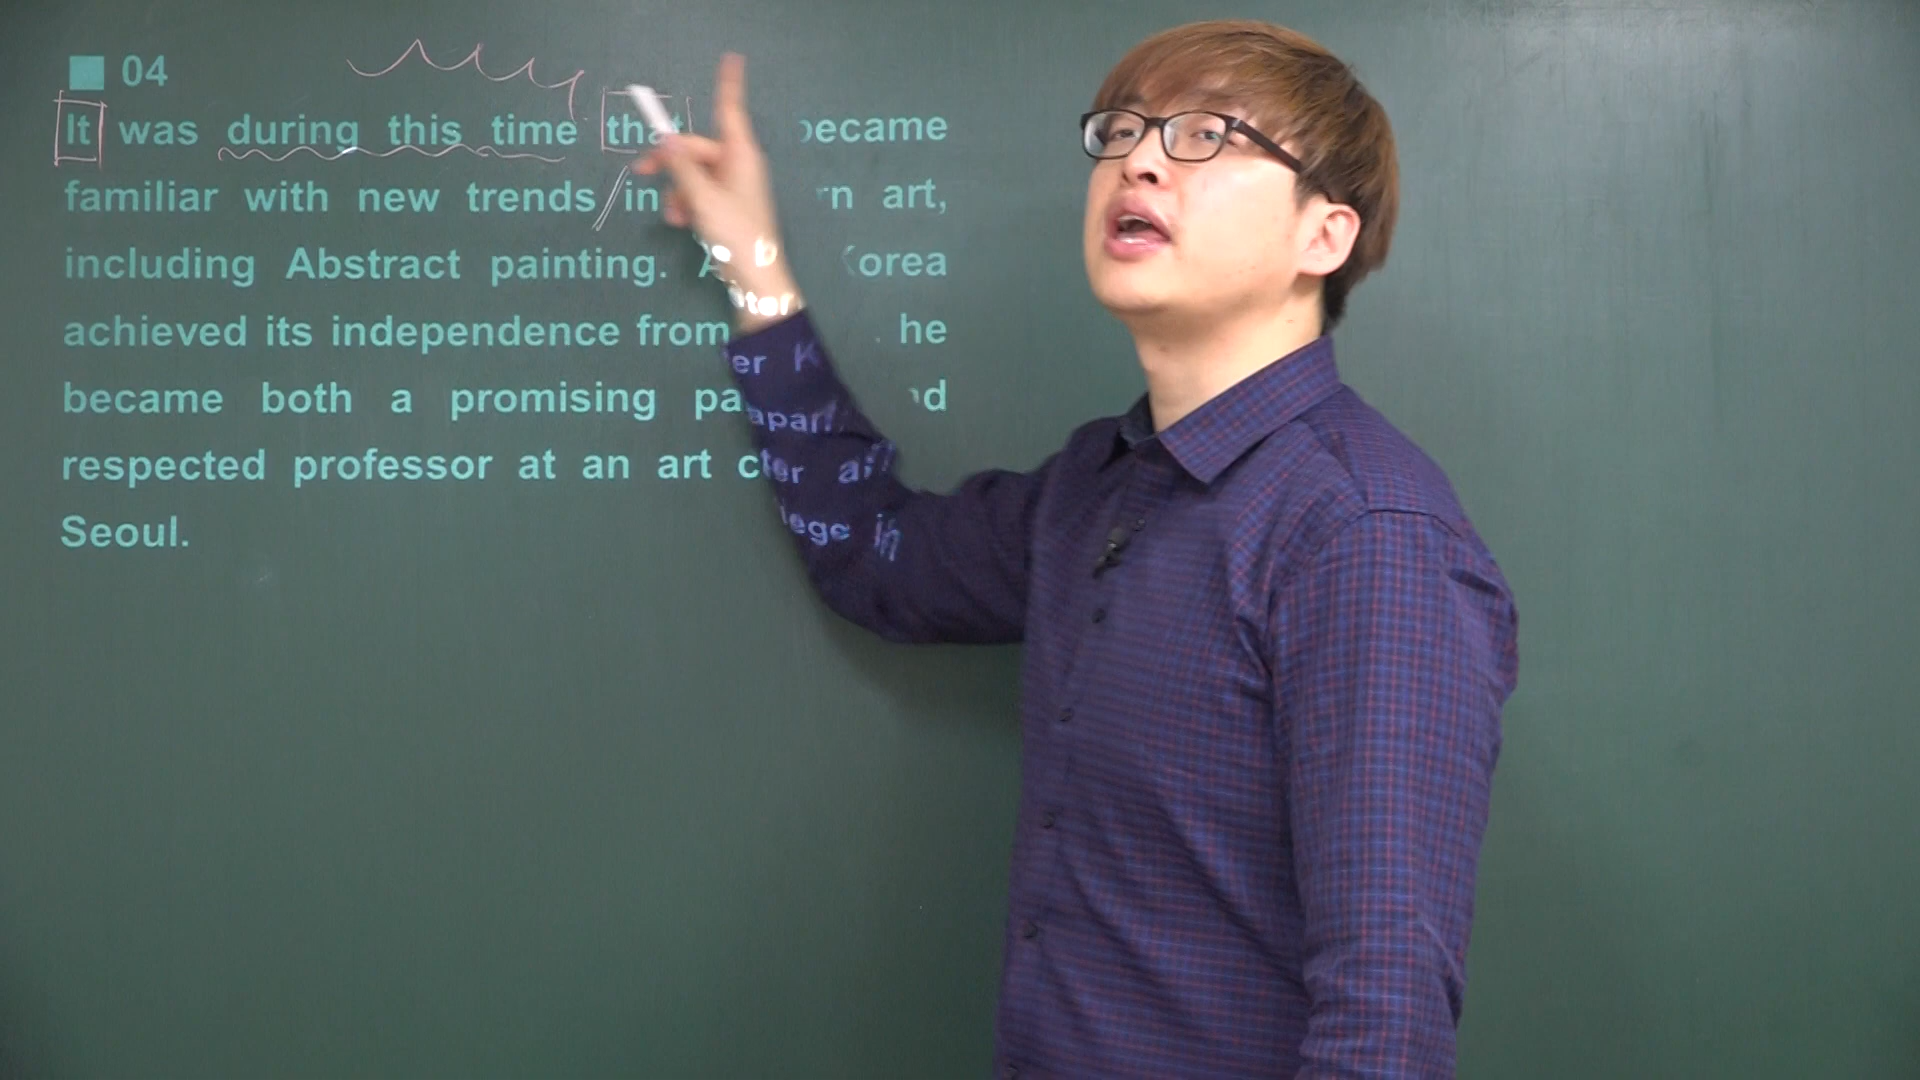 04
It was during this time that became
familiar with new trends in art,
including Abstract painting. Korea
achieved its independence from he
became both a promising
respected professor at an art
Seoul.